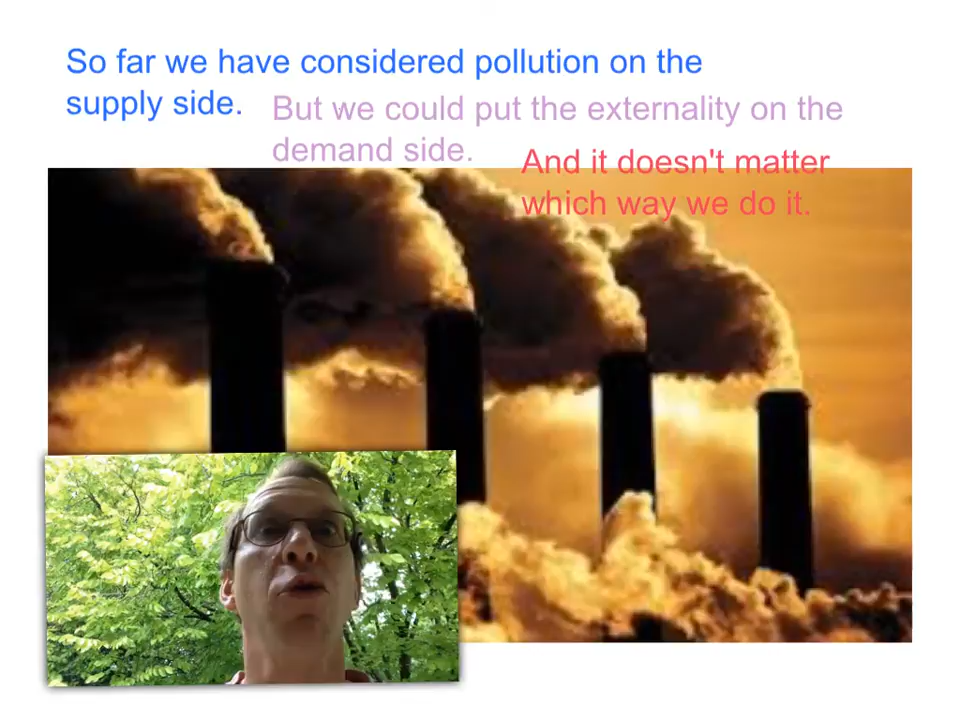 So far we have considered pollution on the
supply side.
But we could put the externality on the
demand side.
And it doesn't matter
which way we do it.